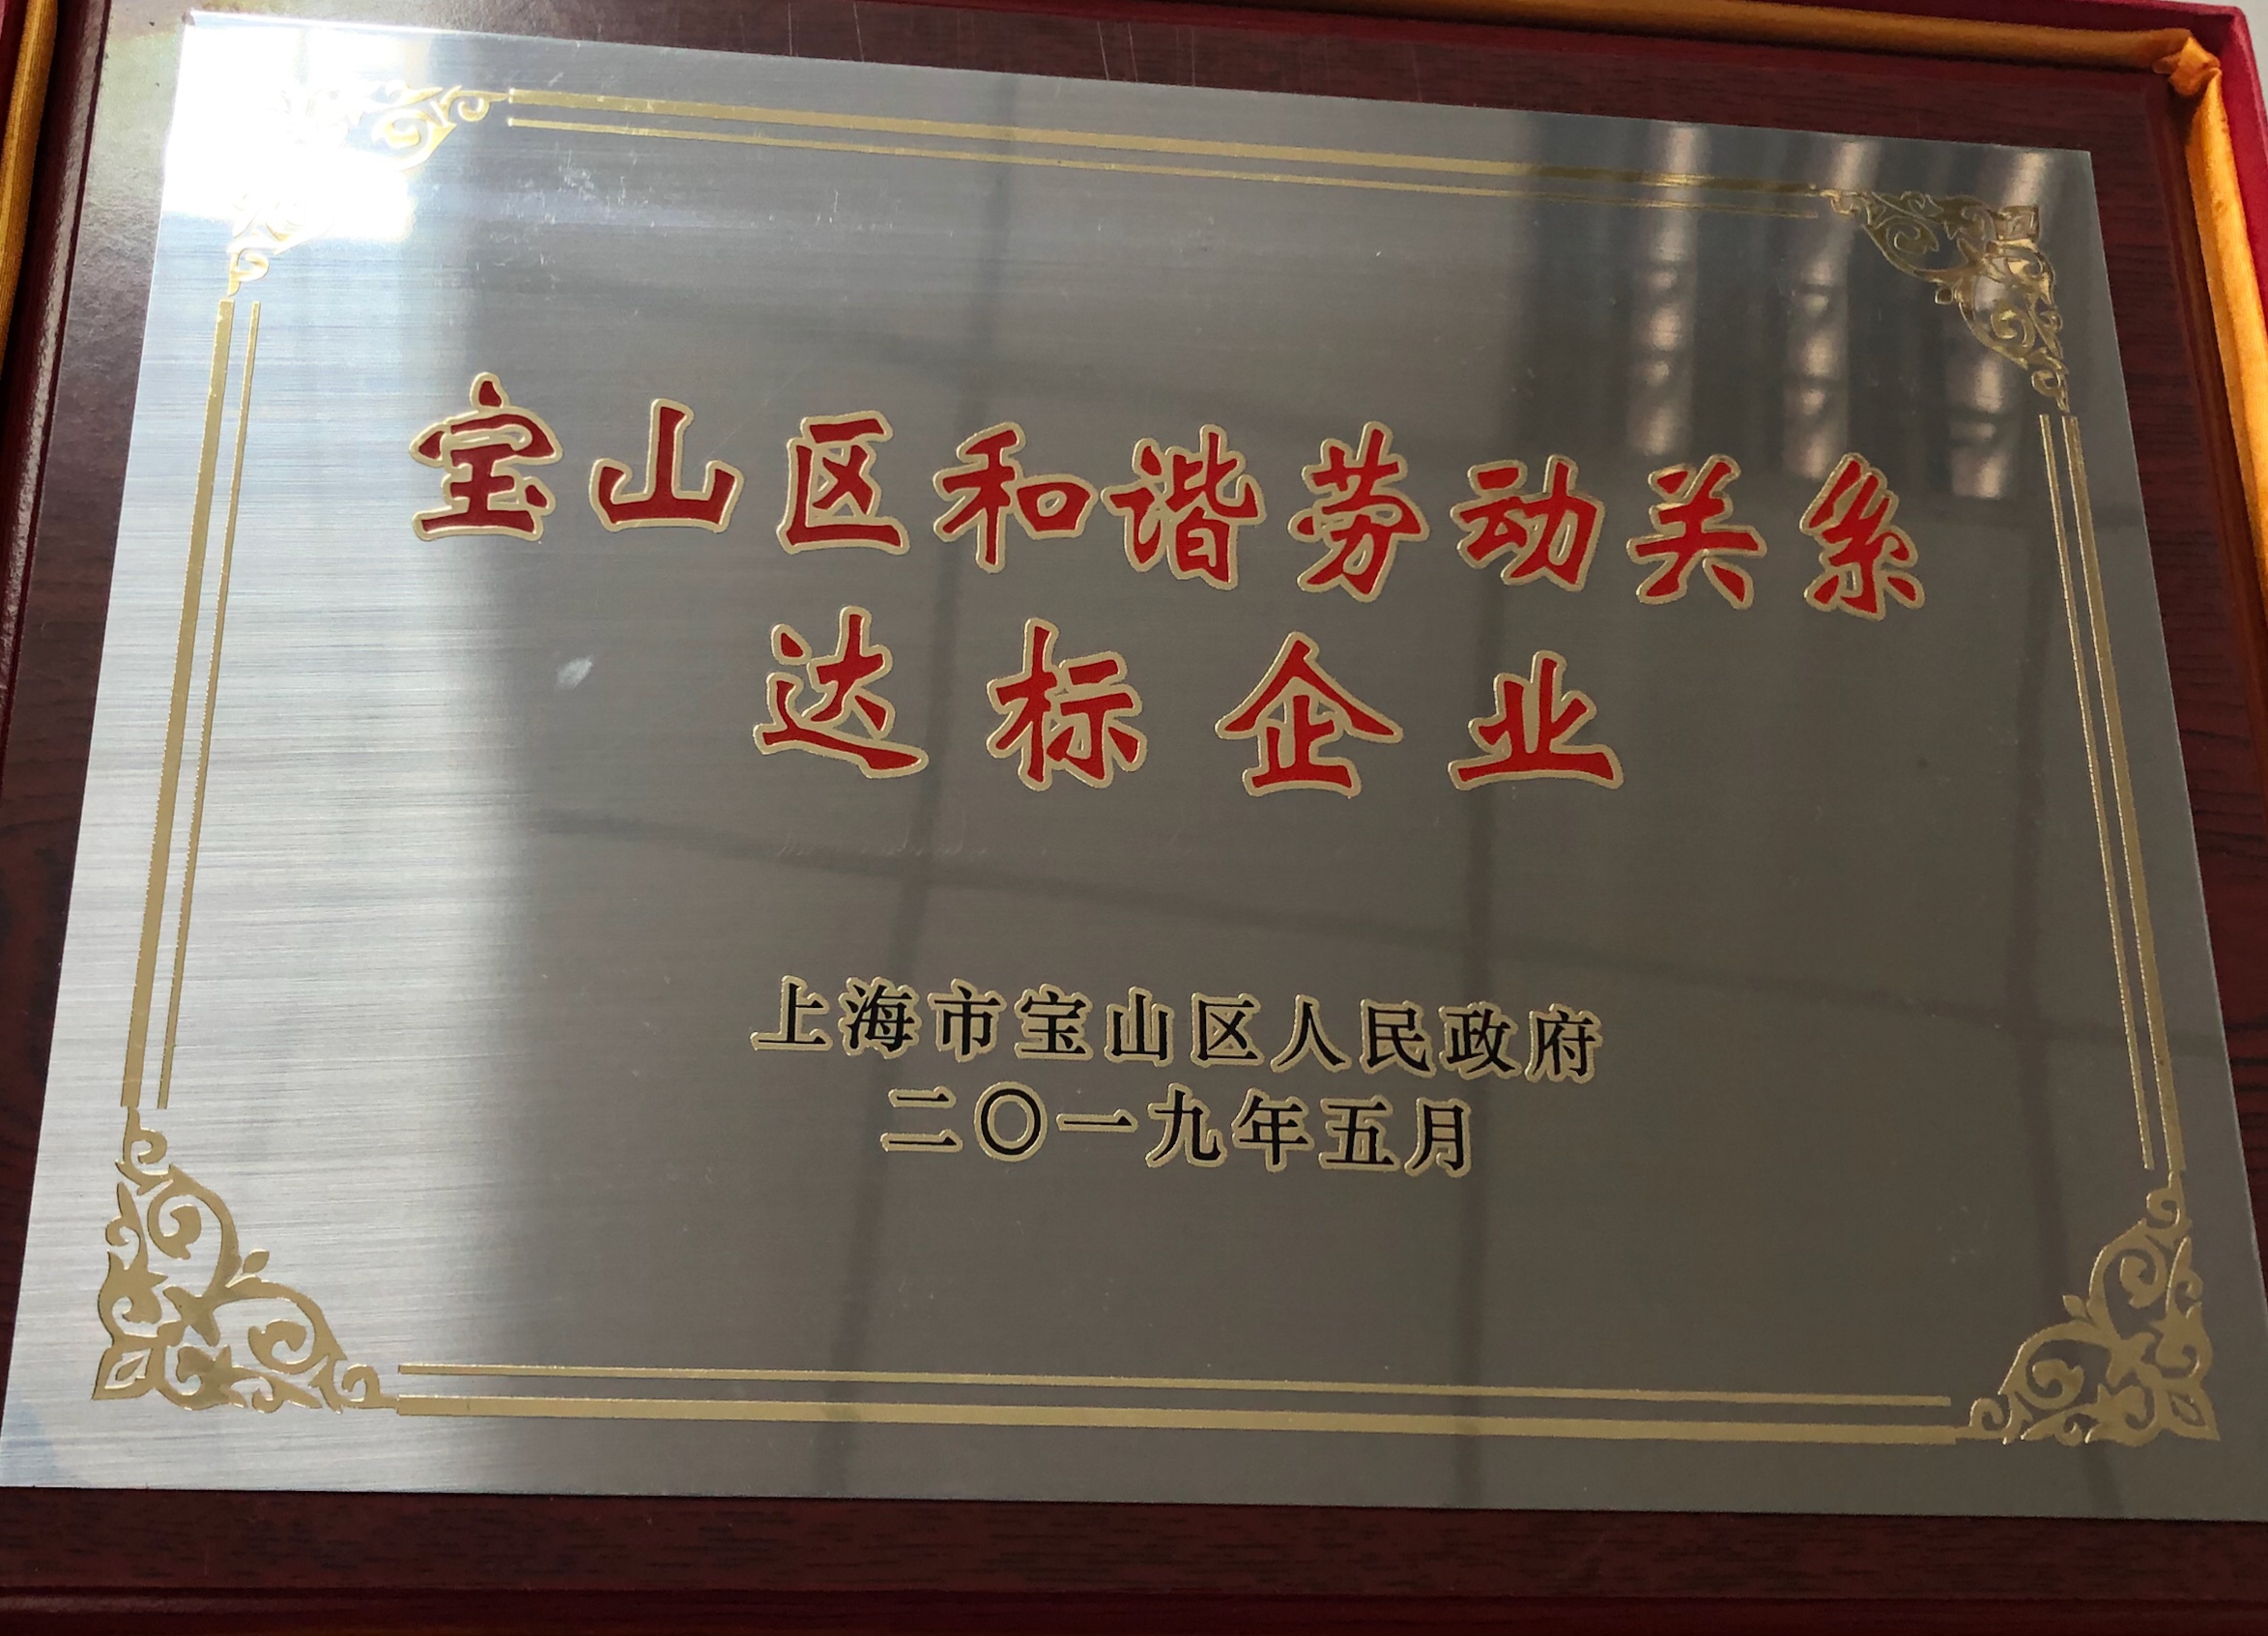 宝山区和谐劳动关系
达标企业
上海市宝山区人民政府
二〇一九年五月